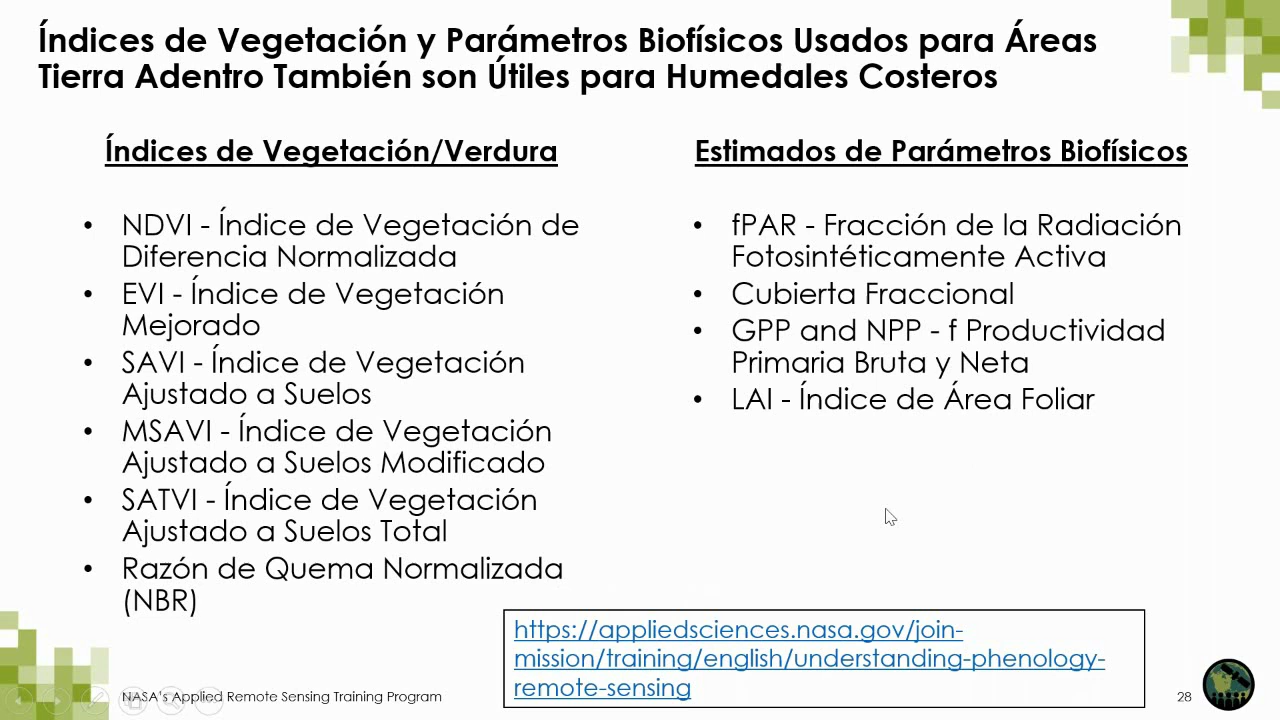 Índices de Vegetación y Parámetros Biofísicos Usados para Áreas
Tierra Adentro También son Útiles para Humedales Costeros
Índices de Vegetación/Verdura
• NDVI - Índice de Vegetación de
Diferencia Normalizada
• EVI - Índice de Vegetación
Mejorado
• SAVI - Índice de Vegetación
Ajustado a Suelos
• MSAVI - Índice de Vegetación
Ajustado a Suelos Modificado
• SATVI - Índice de Vegetación
Ajustado a Suelos Total
• Razón de Quema Normalizada
(NBR)
Estimados de Parámetros Biofísicos
• fPAR - Fracción de la Radiación
Fotosintéticamente Activa
• Cubierta Fraccional
• GPP and NPP - f Productividad
Primaria Bruta y Neta
• LAI - Índice de Área Foliar
https://appliedsciences.nasa.gov/join-
mission/training/english/understanding-phenology-
remote-sensing
NASA's Applied Remote Sensing Training Program
28